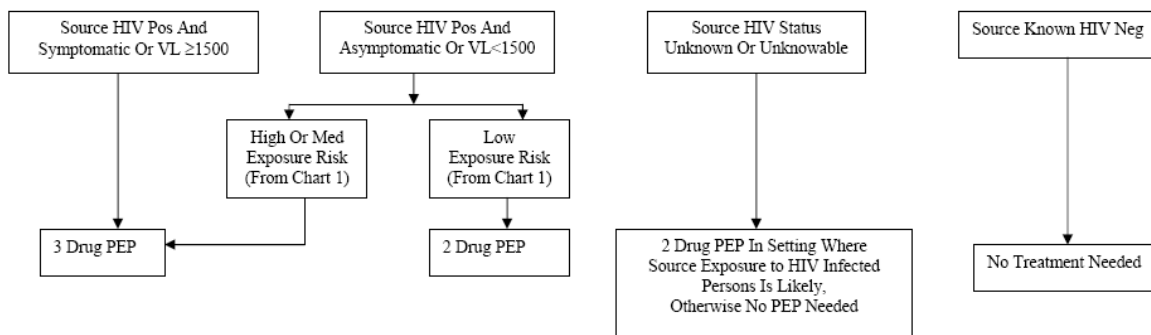 Source HIV Pos And
Symptomatic Or VL ≥1500
Source HIV Pos And
Asymptomatic Or VL<1500
Source HIV Status
Unknown Or Unknowable
Source Known HIV Neg
High Or Med
Exposure Risk
(From Chart 1)
Low
Exposure Risk
(From Chart 1)
3 Drug PEP
2 Drug PEP
2 Drug PEP In Setting Where
Source Exposure to HIV Infected
Persons Is Likely,
Otherwise No PEP Needed
No Treatment Needed